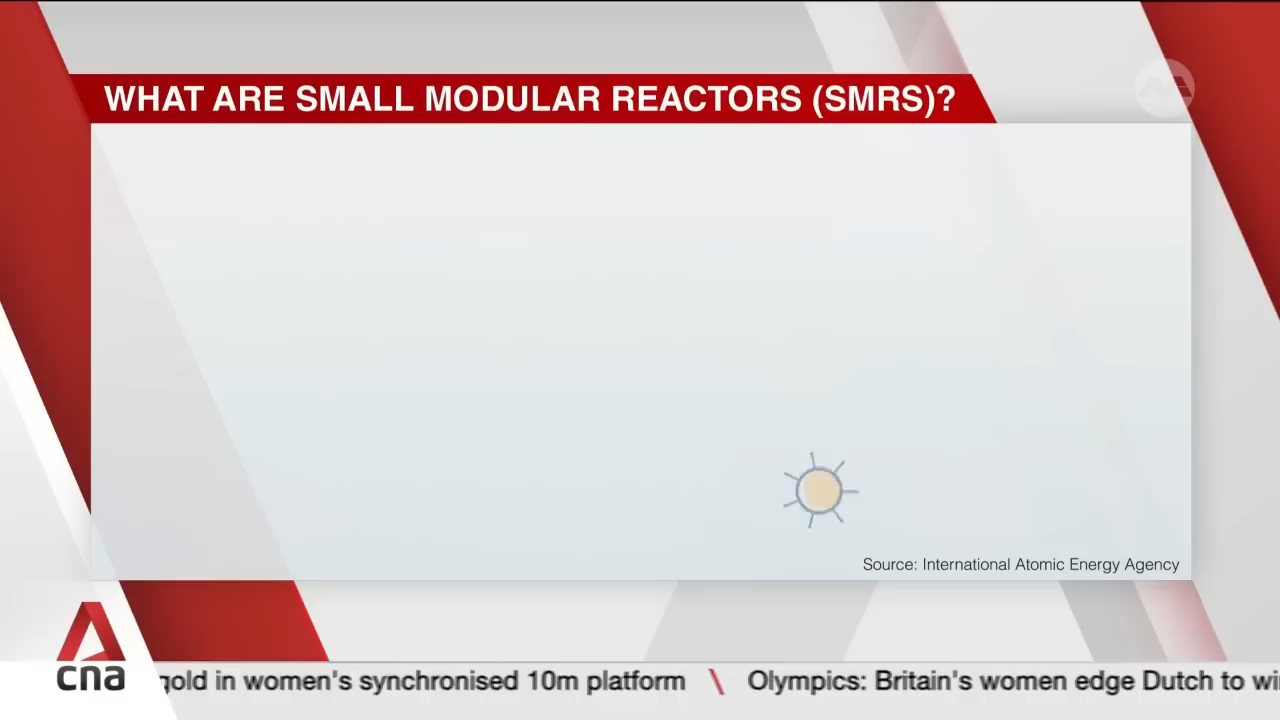 WHAT ARE SMALL MODULAR REACTORS (SMRS)?
Source: International Atomic Energy Agency
cna
gold in women's synchronised 10m platform \ Olympics: Britain's women edge Dutch to